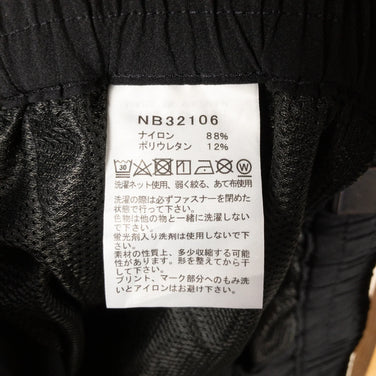 NB32106
ナイロン 88%
ポリウレタン 12%
洗濯ネット使用、弱く絞る、あて布使用
洗濯の際は必ずファスナーを閉めた
状態で行って下さい。
色物は他の物と一緒に洗濯しない
で下さい。
蛍光剤入り洗剤は使用しないで下
さい。
素材の性質上、多少収縮する可能
性があります。形を整えてから干
して下さい。
プリント、マーク部分へのもみ洗
いとアイロンはお避け下さい。